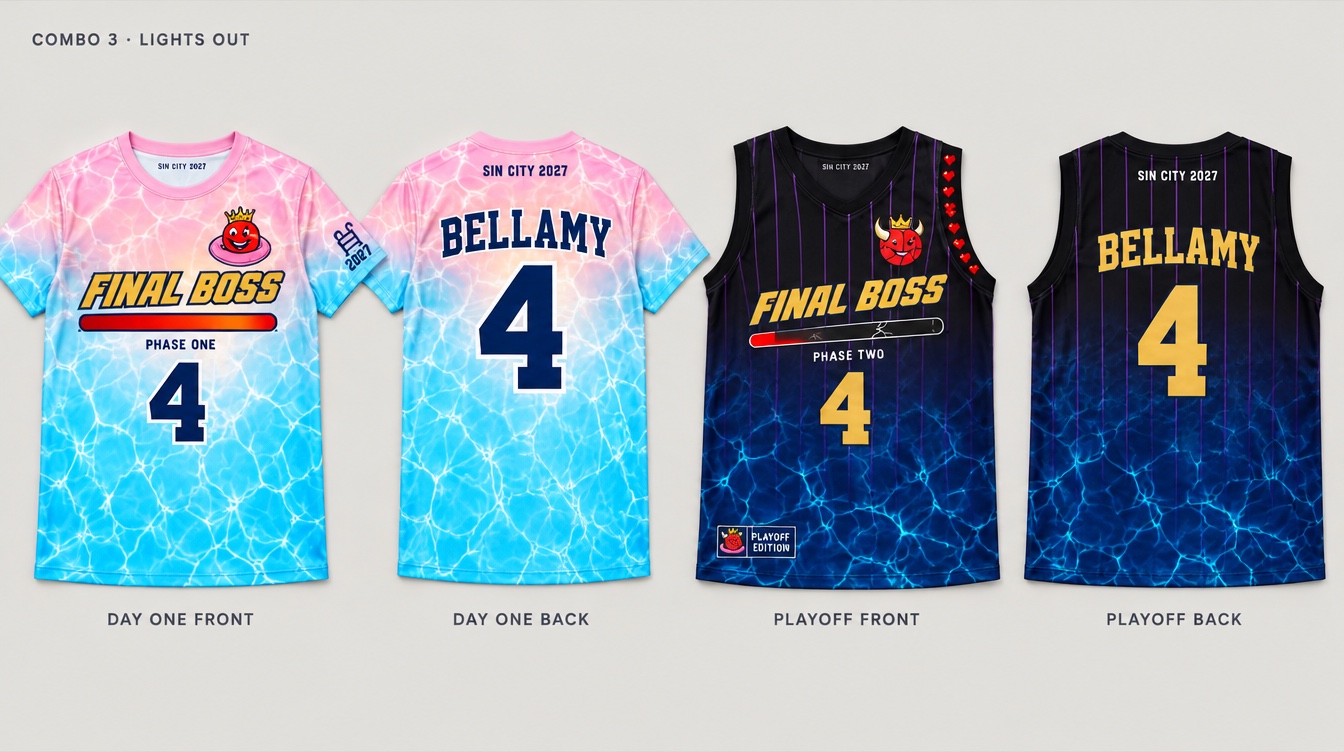 COMBO 3 · LIGHTS OUT
SIN CITY 2027
2027
FINAL BOSS
PHASE ONE
4
DAY ONE FRONT
SIN CITY 2027
BELLAMY
4
DAY ONE BACK
SIN CITY 2027
FINAL BOSS
PHASE TWO
4
PLAYOFF
EDITION
PLAYOFF FRONT
SIN CITY 2027
BELLAMY
4
PLAYOFF BACK